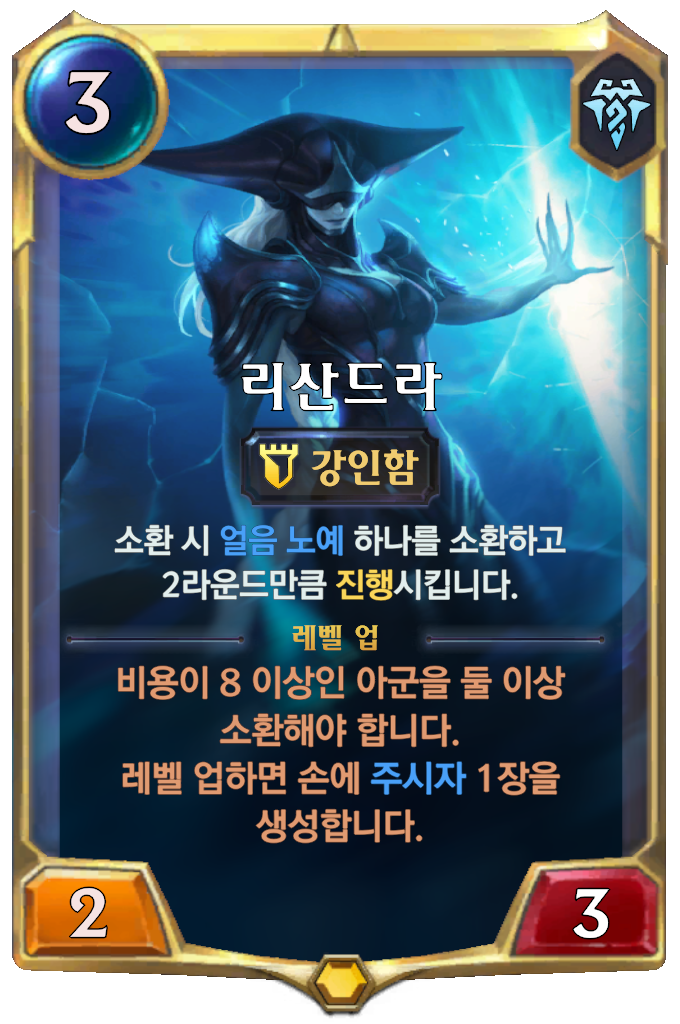 3
리산드라
강인함
소환 시 얼음 노예 하나를 소환하고
2라운드만큼 진행시킵니다.
레벨 업
비용이 8 이상인 아군을 둘 이상
소환해야 합니다.
레벨 업하면 손에 주시자 1장을
생성합니다.
2
3